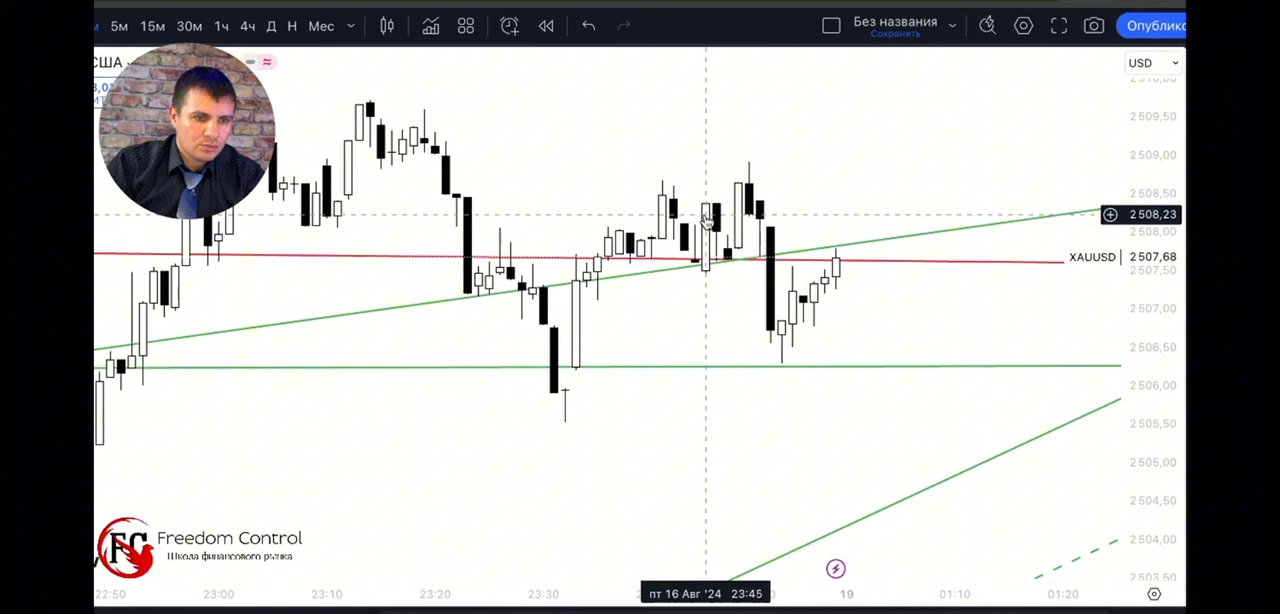 5м 15м 30м 1ч 4ч Д Н Мес
Без названия
Сохранить
Опублико
США
USD
2 509,50
2 509,00
2 508,50
2 508,23
2 508,00
XAUUSD 2 507,68
2 507,50
2 507,00
2 506,50
2 506,00
2 505,50
2 505,00
2 504,50
2 504,00
2 503,50
FC Freedom Control
Школа финансового рынка
22:50 23:00 23:10 23:20 23:30 пт 16 Авг '24 23:45 19 01:10 01:20